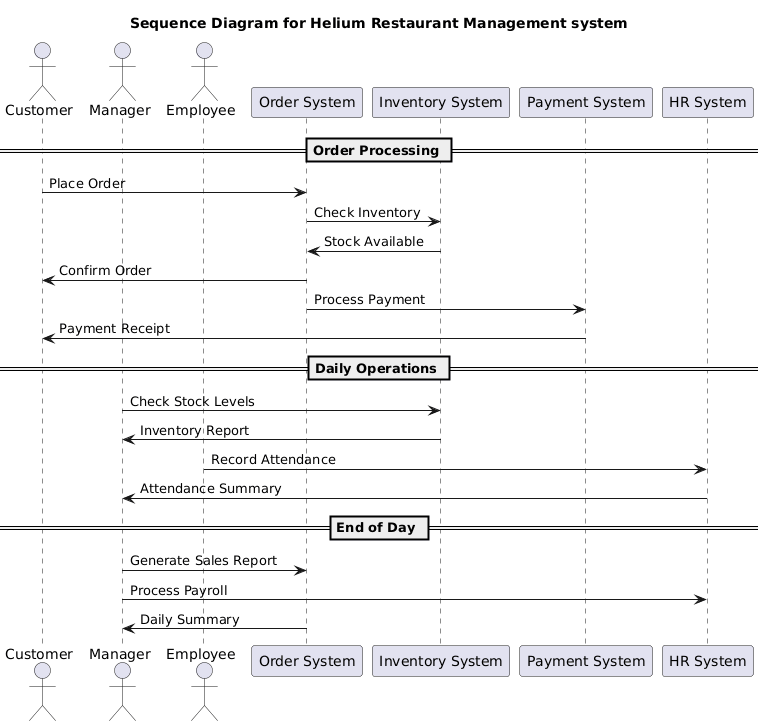 Sequence Diagram for Helium Restaurant Management system
Customer Manager Employee Order System Inventory System Payment System HR System
Order Processing
Place Order
Check Inventory
Stock Available
Confirm Order
Process Payment
Payment Receipt
Daily Operations
Check Stock Levels
Inventory Report
Record Attendance
Attendance Summary
End of Day
Generate Sales Report
Process Payroll
Daily Summary
Customer Manager Employee Order System Inventory System Payment System HR System